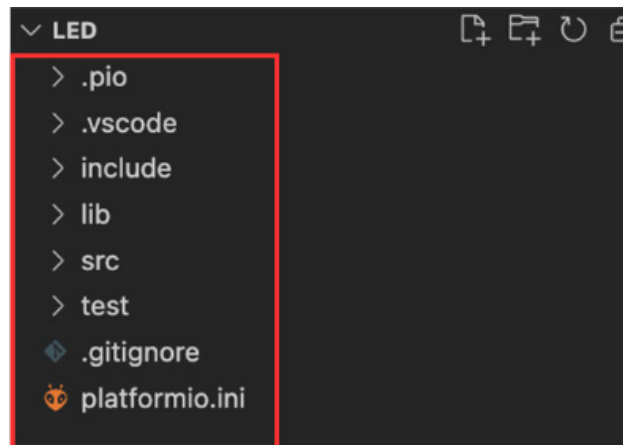 LED
.pio
.vscode
include
lib
src
test
.gitignore
platformio.ini